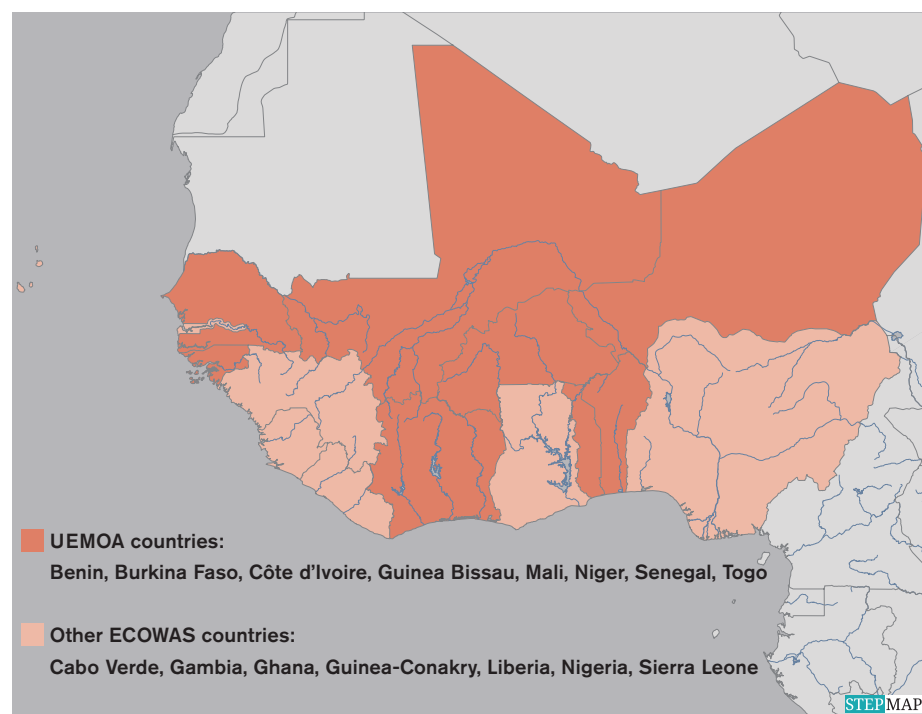 UEMOA countries:
Benin, Burkina Faso, Côte d’Ivoire, Guinea Bissau, Mali, Niger, Senegal, Togo
Other ECOWAS countries:
Cabo Verde, Gambia, Ghana, Guinea-Conakry, Liberia, Nigeria, Sierra Leone
STEPMAP